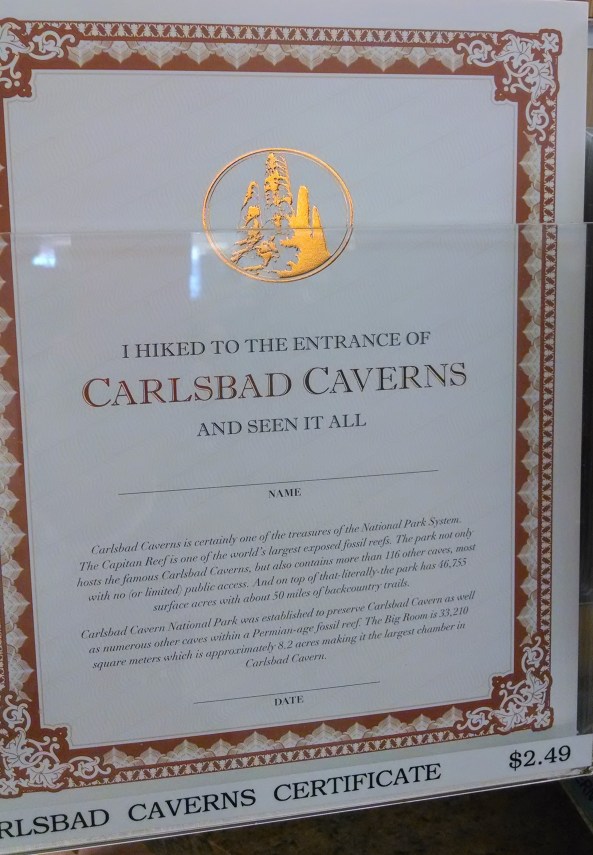 I HIKED TO THE ENTRANCE OF
CARLSBAD CAVERNS
AND SEEN IT ALL
NAME
Carlsbad Caverns is certainly one of the treasures of the National Park System.
The Capitan Reef is one of the world's largest exposed fossil reefs. The park not only
hosts the famous Carlsbad Caverns, but also contains more than 116 other caves, most
with no (or limited) public access. And on top of that-literally-the park has 46,755
surface acres with about 50 miles of backcountry trails.
Carlsbad Cavern National Park was established to preserve Carlsbad Cavern as well
as numerous other caves within a Permian-age fossil reef. The Big Room is 33,210
square meters which is approximately 8.2 acres making it the largest chamber in
Carlsbad Cavern.
DATE
RLSBAD CAVERNS CERTIFICATE $2.49